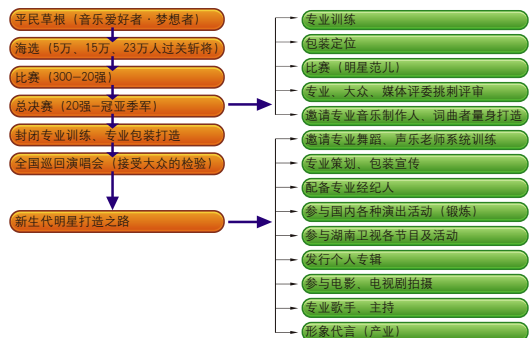 平民草根（音乐爱好者·梦想者）
海选（5万、15万、23万人过关斩将）
比赛（300—20强）
总决赛（20强—冠亚季军）
封闭专业训练、专业包装打造
全国巡回演唱会（接受大众的检验）
新生代明星打造之路
专业训练
包装定位
比赛（明星范儿）
专业、大众、媒体评委挑刺评审
邀请专业音乐制作人、词曲者量身打造
邀请专业舞蹈、声乐老师系统训练
专业策划、包装宣传
配备专业经纪人
参与国内各种演出活动（锻炼）
参与湖南卫视各节目及活动
发行个人专辑
参与电影、电视剧拍摄
专业歌手、主持
形象代言（产业）